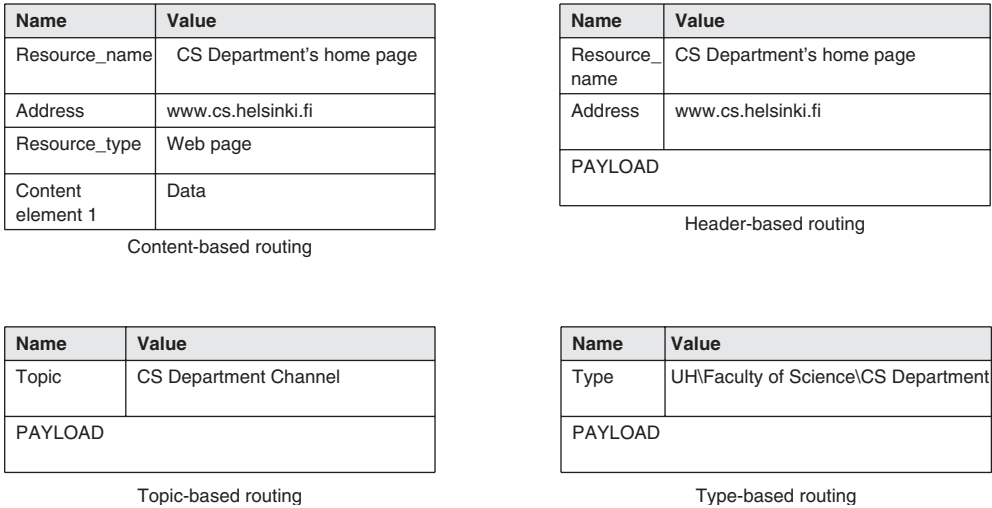 Name Value
Resource_name CS Department's home page
Address www.cs.helsinki.fi
Resource_type Web page
Content
element 1 Data
Content-based routing
Name Value
Resource_
name CS Department's home page
Address www.cs.helsinki.fi
PAYLOAD
Header-based routing
Name Value
Topic CS Department Channel
PAYLOAD
Topic-based routing
Name Value
Type UH\Faculty of Science\CS Department
PAYLOAD
Type-based routing